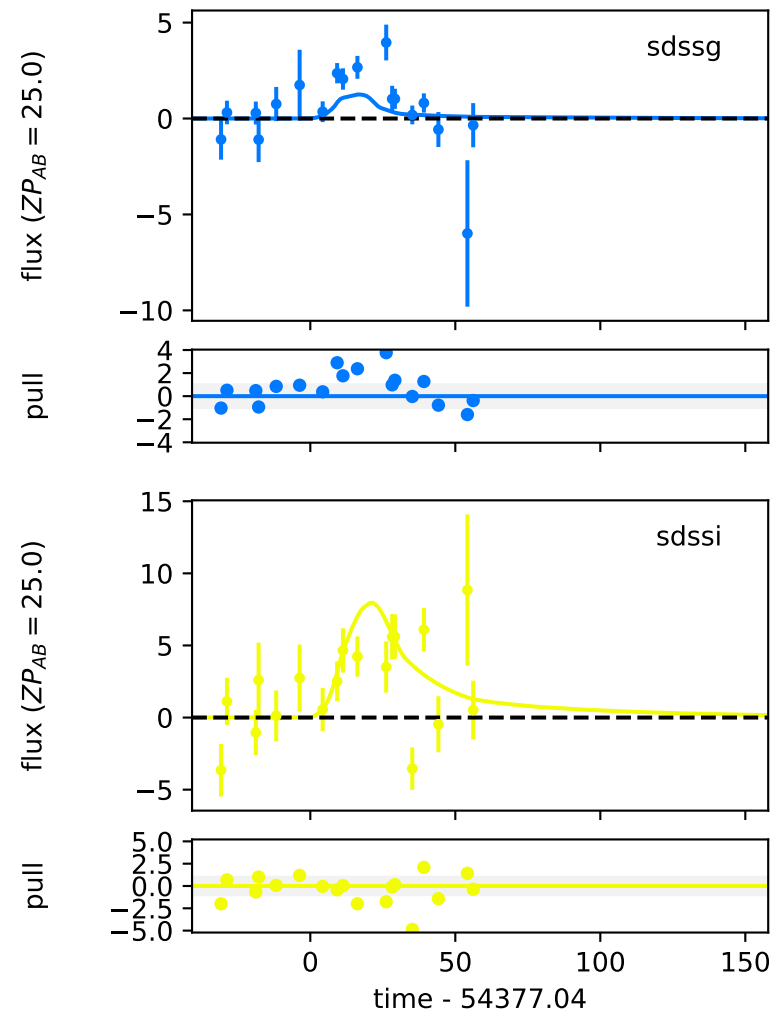 5
0
−5
−10
flux (ZP_AB = 25.0)
sdssg
4
2
0
−2
−4
pull
15
10
5
0
−5
flux (ZP_AB = 25.0)
sdssi
5.0
2.5
0.0
−2.5
−5.0
pull
0 50 100 150
time - 54377.04